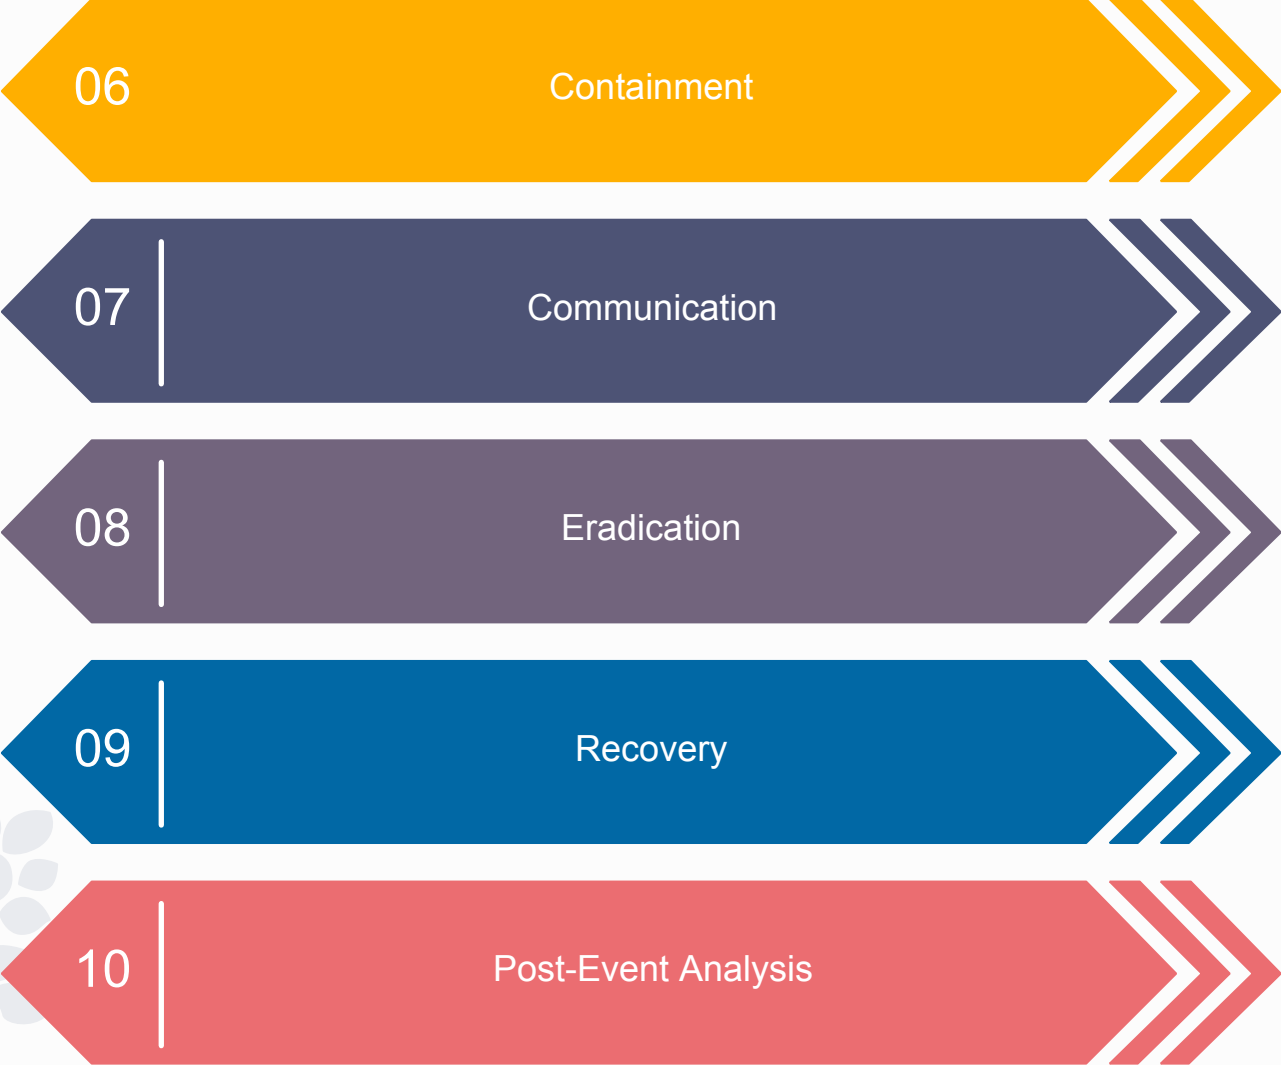 06 Containment
07 Communication
08 Eradication
09 Recovery
10 Post-Event Analysis